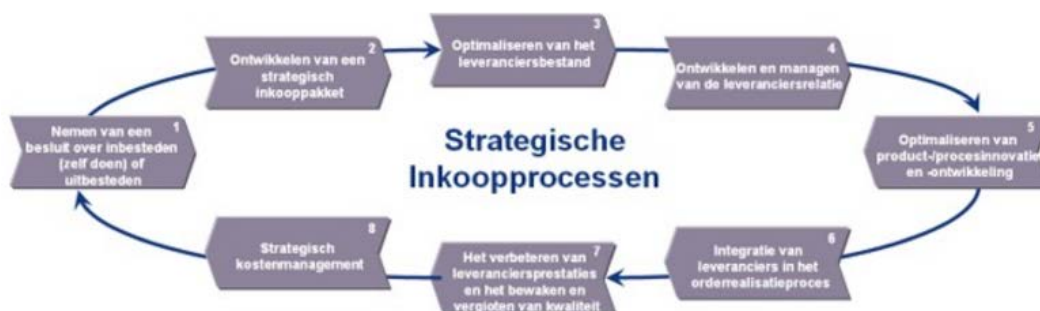 1
Nemen van een
besluit over inbesteden
(zelf doen) of
uitbesteden
2
Ontwikkelen van een
strategisch
inkooppakket
3
Optimaliseren van het
leveranciersbestand
4
Ontwikkelen en managen
van de leveranciersrelatie
5
Optimaliseren van
product-/procesinnovatie
en -ontwikkeling
Strategische
Inkoopprocessen
6
Integratie van
leveranciers in het
orderrealisatieproces
7
Het verbeteren van
leveranciersprestaties
en het bewaken en
vergioten van kwaliteit
8
Strategisch
kostenmanagement